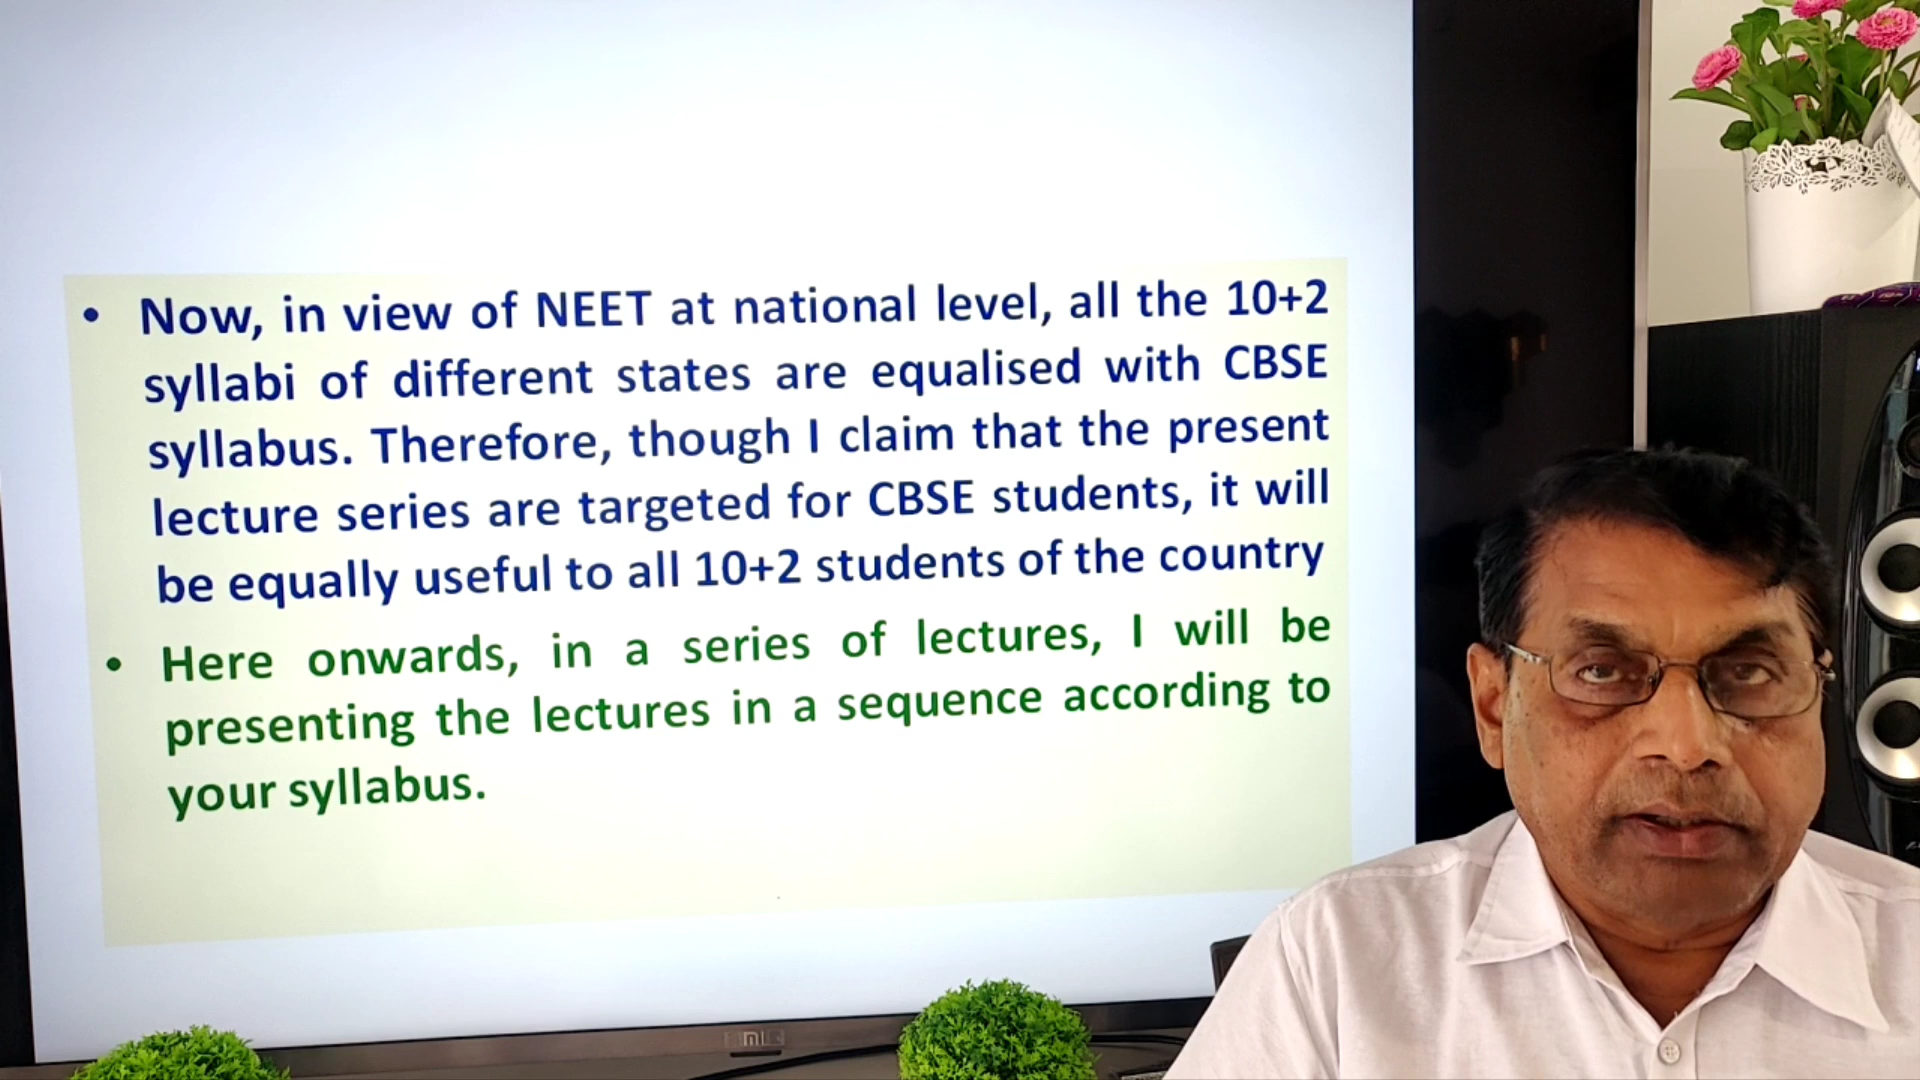 • Now, in view of NEET at national level, all the 10+2
syllabi of different states are equalised with CBSE
syllabus. Therefore, though I claim that the present
lecture series are targeted for CBSE students, it will
be equally useful to all 10+2 students of the country
• Here onwards, in a series of lectures, I will be
presenting the lectures in a sequence according to
your syllabus.
mi